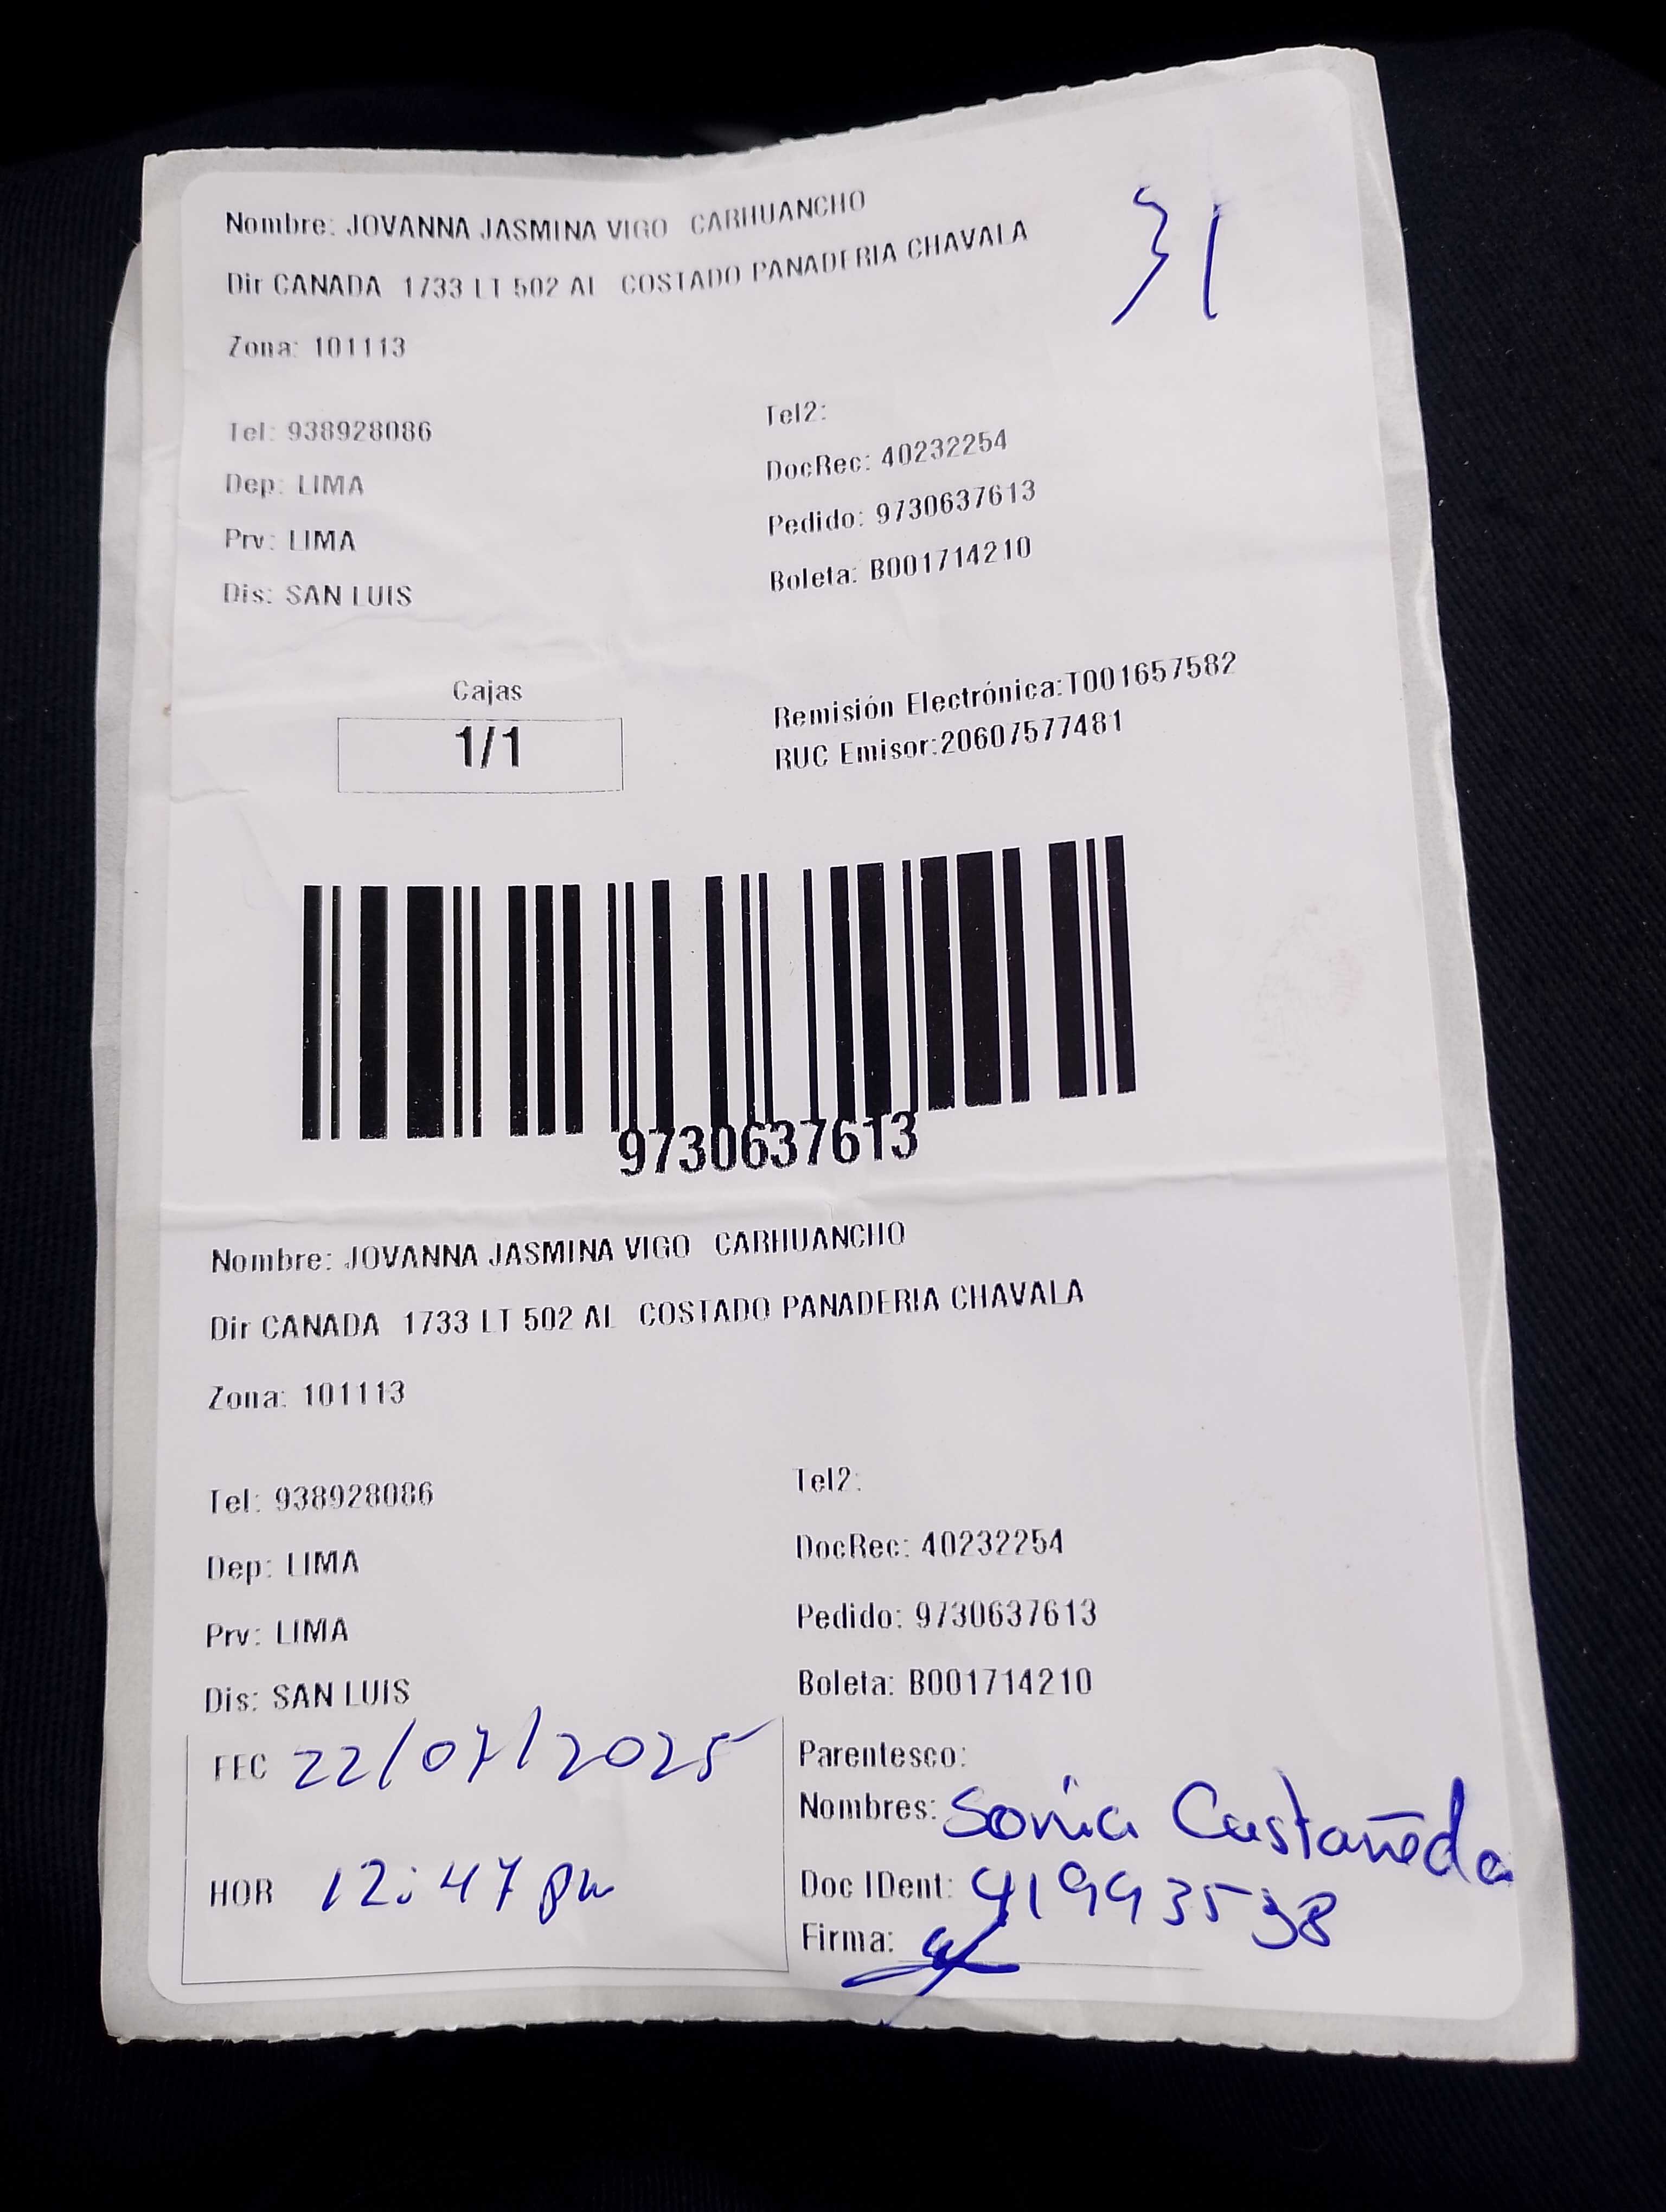 31
Nombre: JOVANNA JASMINA VIGO CARHUANCHO
Dir CANADA 1733 LT 502 AL COSTADO PANADERIA CHAVALA
Zona: 101113
Tel: 938928086
Tel2:
Dep: LIMA
DocRec: 40232254
Prv: LIMA
Pedido: 9730637613
Dis: SAN LUIS
Boleta: B001714210
Cajas
1/1
Remisión Electrónica:T001657582
RUC Emisor:20607577481
9730637613
Nombre: JOVANNA JASMINA VIGO CARHUANCHO
Dir CANADA 1733 LT 502 AL COSTADO PANADERIA CHAVALA
Zona: 101113
Tel: 938928086
Tel2:
Dep: LIMA
DocRec: 40232254
Prv: LIMA
Pedido: 9730637613
Dis: SAN LUIS
Boleta: B001714210
FEC 22/07/2025
Parentesco:
Nombres: Sonia Castañeda
HOR 12:47 pm
Doc IDent: 41993538
Firma: